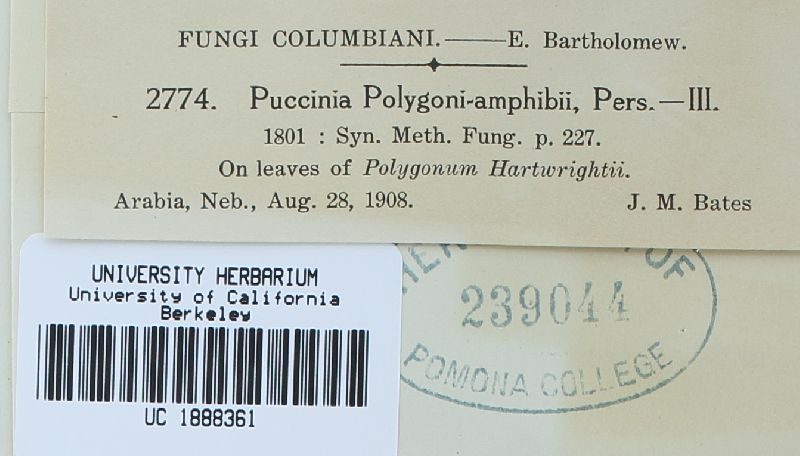 FUNGI COLUMBIANI.——E. Bartholomew.
2774. Puccinia Polygoni-amphibii, Pers.—III.
1801 : Syn. Meth. Fung. p. 227.
On leaves of Polygonum Hartwrightii.
Arabia, Neb., Aug. 28, 1908. J. M. Bates
UNIVERSITY HERBARIUM
University of California
Berkeley
UC 1888361
OF
239044
POMONA COLLEGE